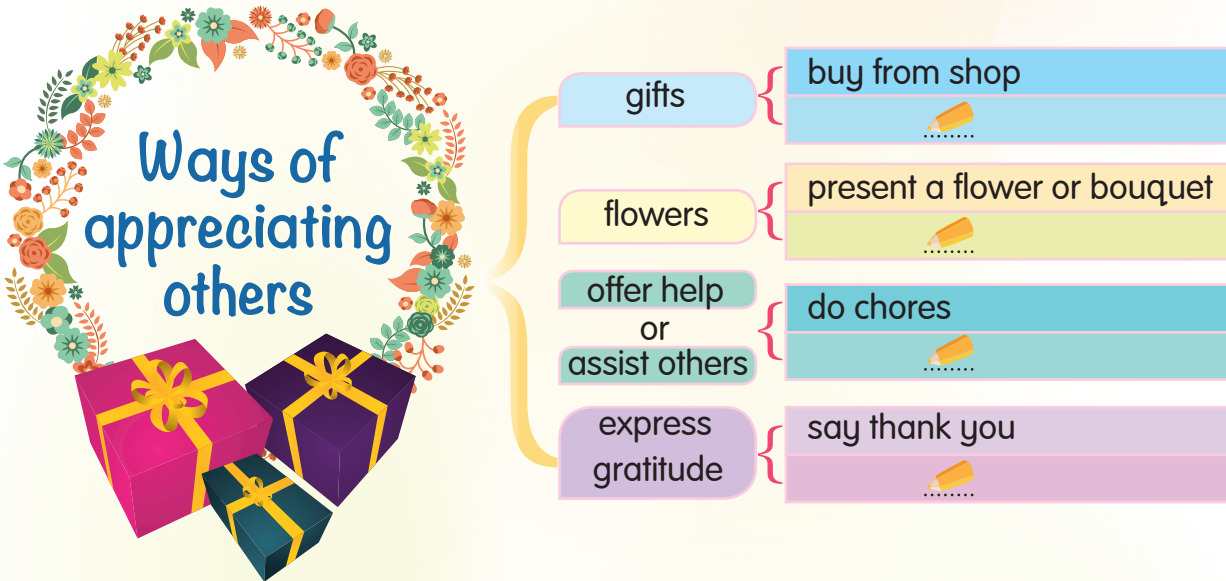 Ways of
appreciating
others
gifts
buy from shop
flowers
present a flower or bouquet
offer help
or
assist others
do chores
express
gratitude
say thank you